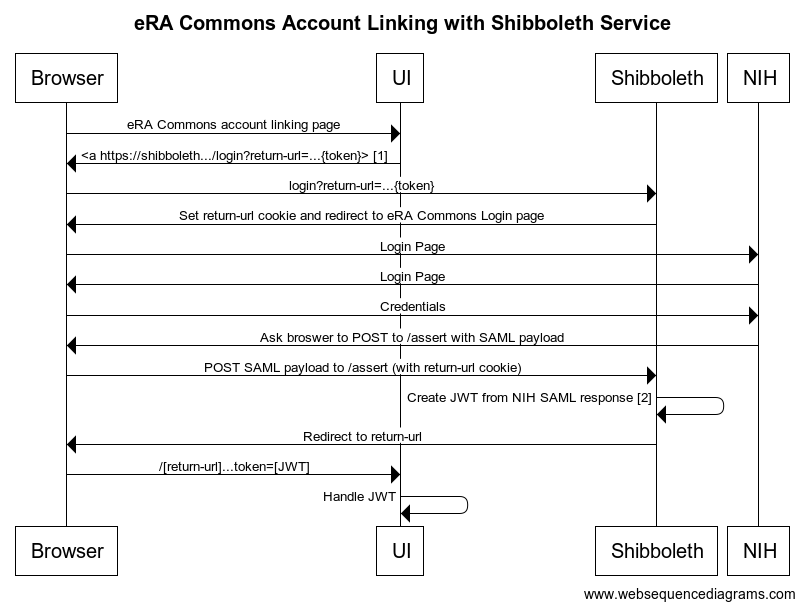 eRA Commons Account Linking with Shibboleth Service
Browser
UI
Shibboleth
NIH
eRA Commons account linking page
<a https://shibboleth.../login?return-url=...{token}> [1]
login?return-url=...{token}
Set return-url cookie and redirect to eRA Commons Login page
Login Page
Login Page
Credentials
Ask broswer to POST to /assert with SAML payload
POST SAML payload to /assert (with return-url cookie)
Create JWT from NIH SAML response [2]
Redirect to return-url
/[return-url]...token=[JWT]
Handle JWT
Browser
UI
Shibboleth
NIH
www.websequencediagrams.com